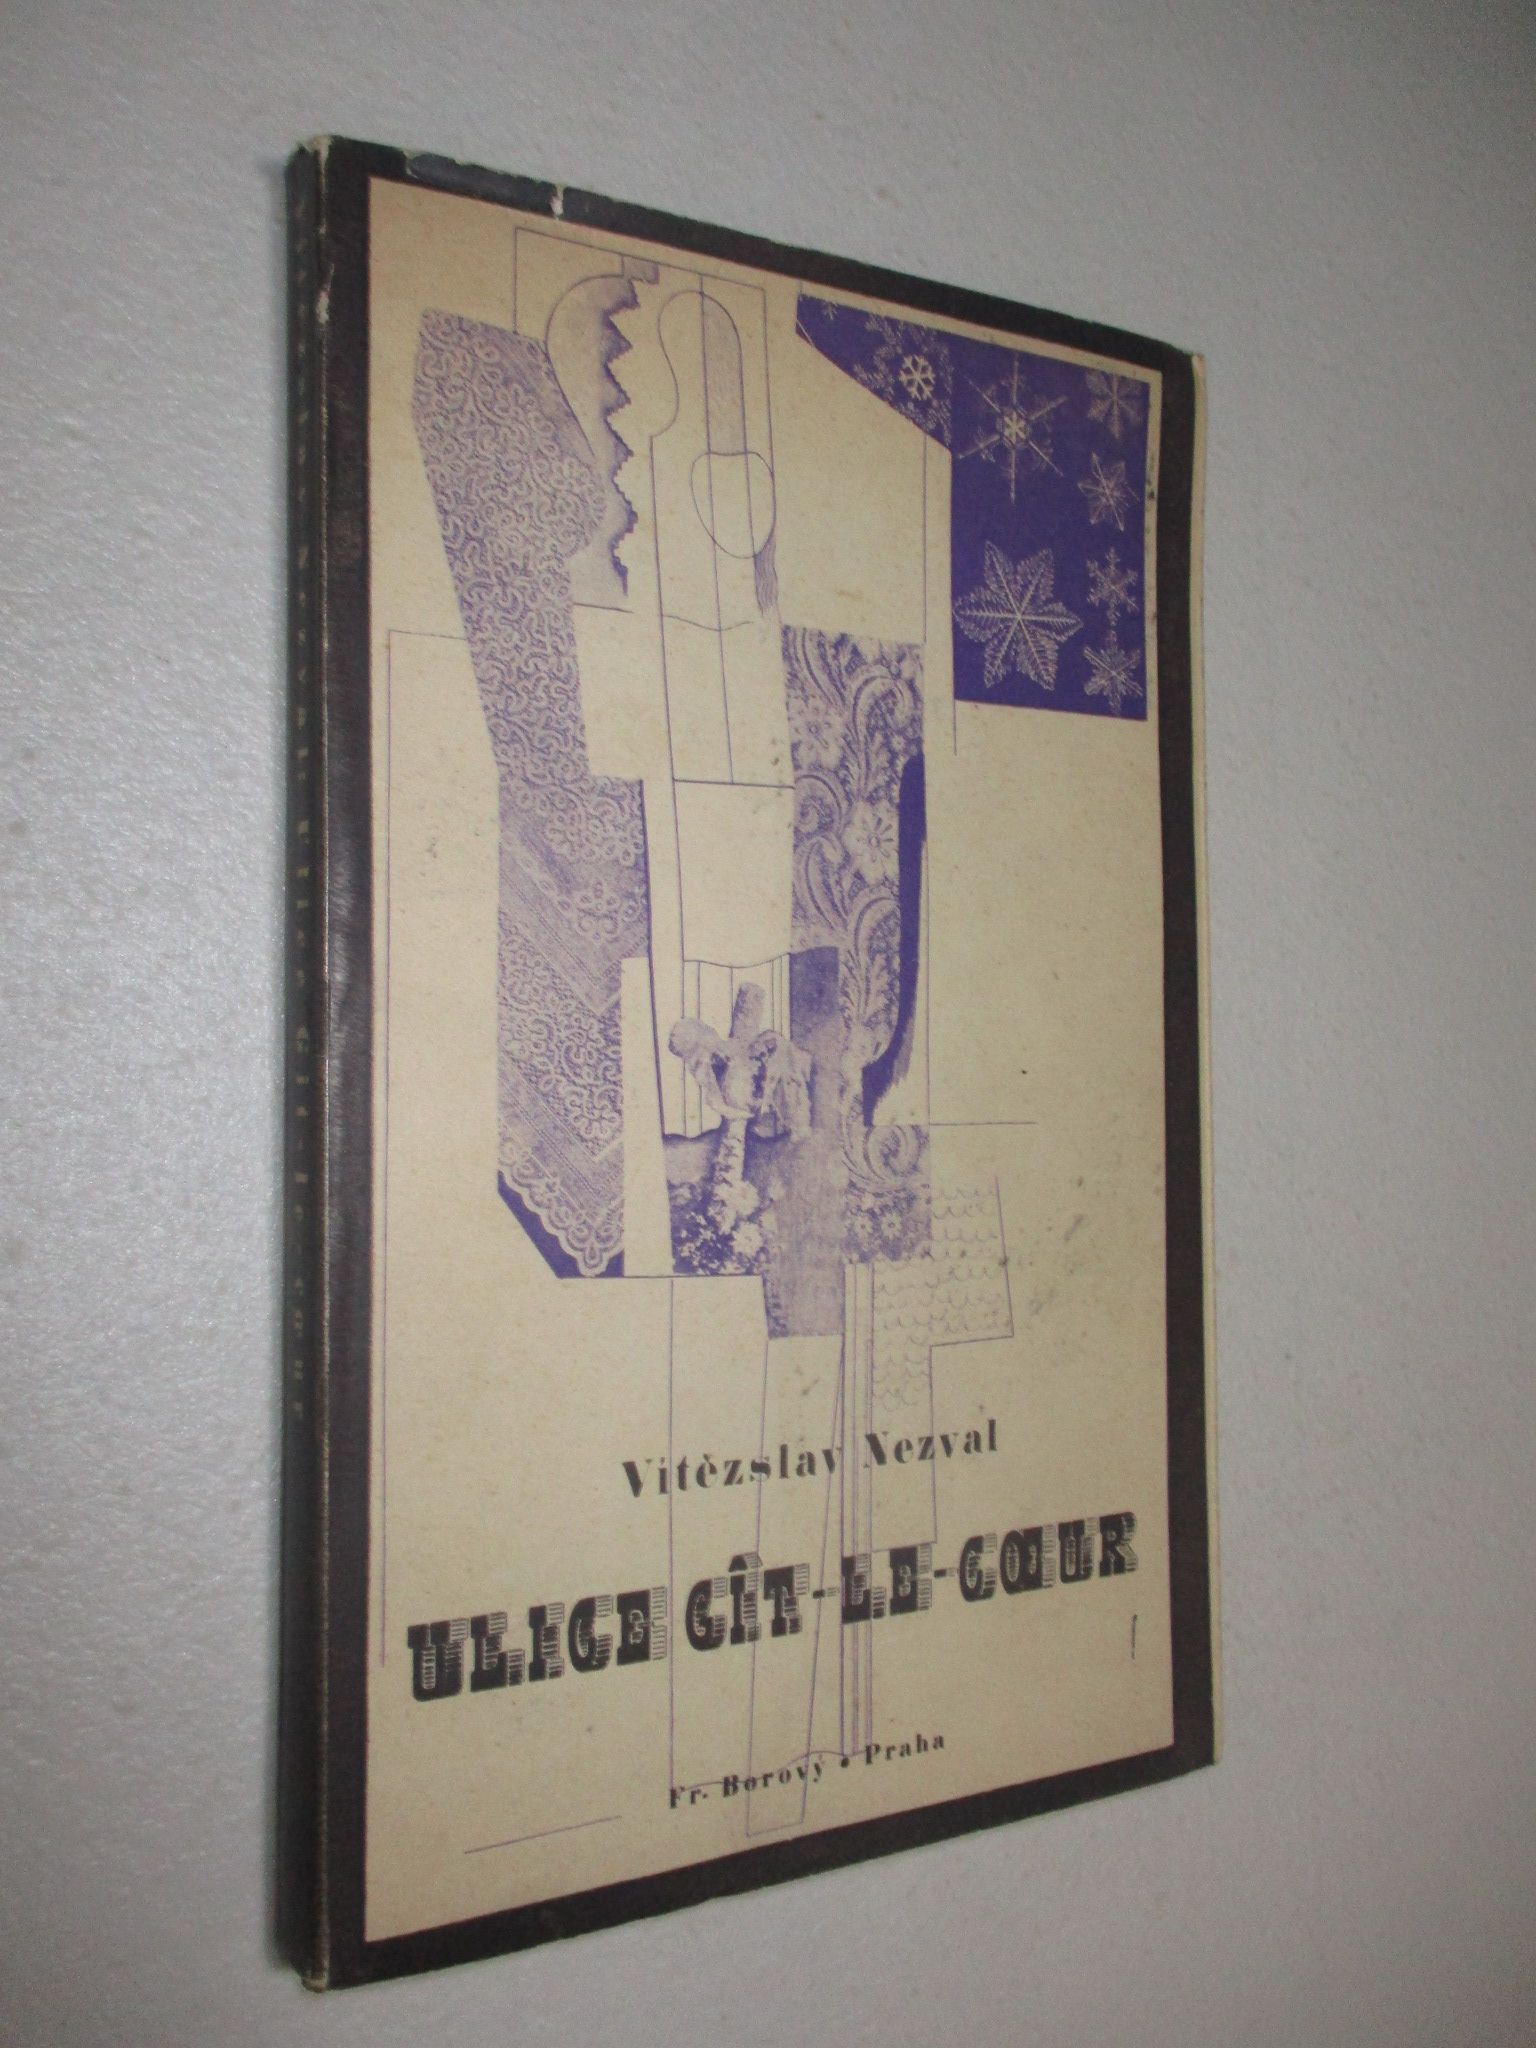 Vítězslav Nezval
ULICE GÎT-LE-CŒUR
Fr. Borový • Praha